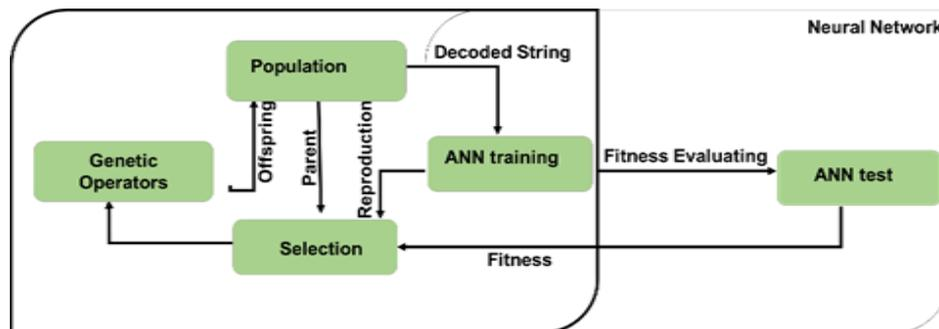 Neural Network
Decoded String
Population
Offspring
Parent
Reproduction
ANN training
Fitness Evaluating
ANN test
Genetic
Operators
Selection
Fitness